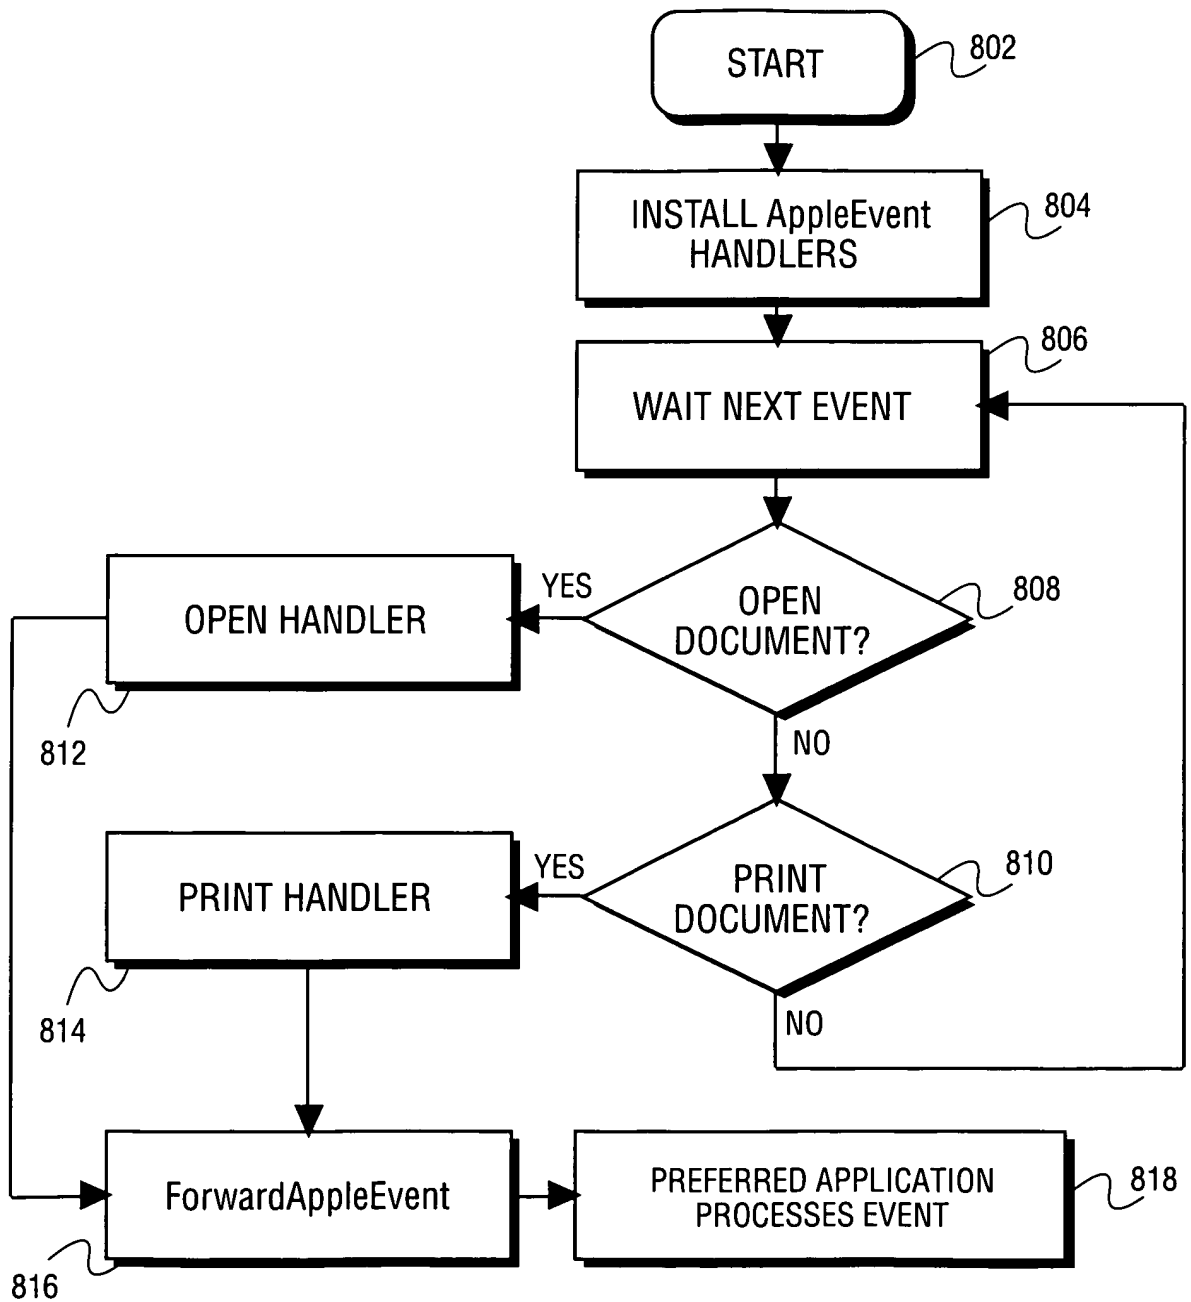 START
802
INSTALL AppleEvent
HANDLERS
804
806
WAIT NEXT EVENT
OPEN HANDLER
YES
OPEN
DOCUMENT?
808
812
NO
PRINT HANDLER
YES
PRINT
DOCUMENT?
810
814
NO
ForwardAppleEvent
PREFERRED APPLICATION
PROCESSES EVENT
818
816